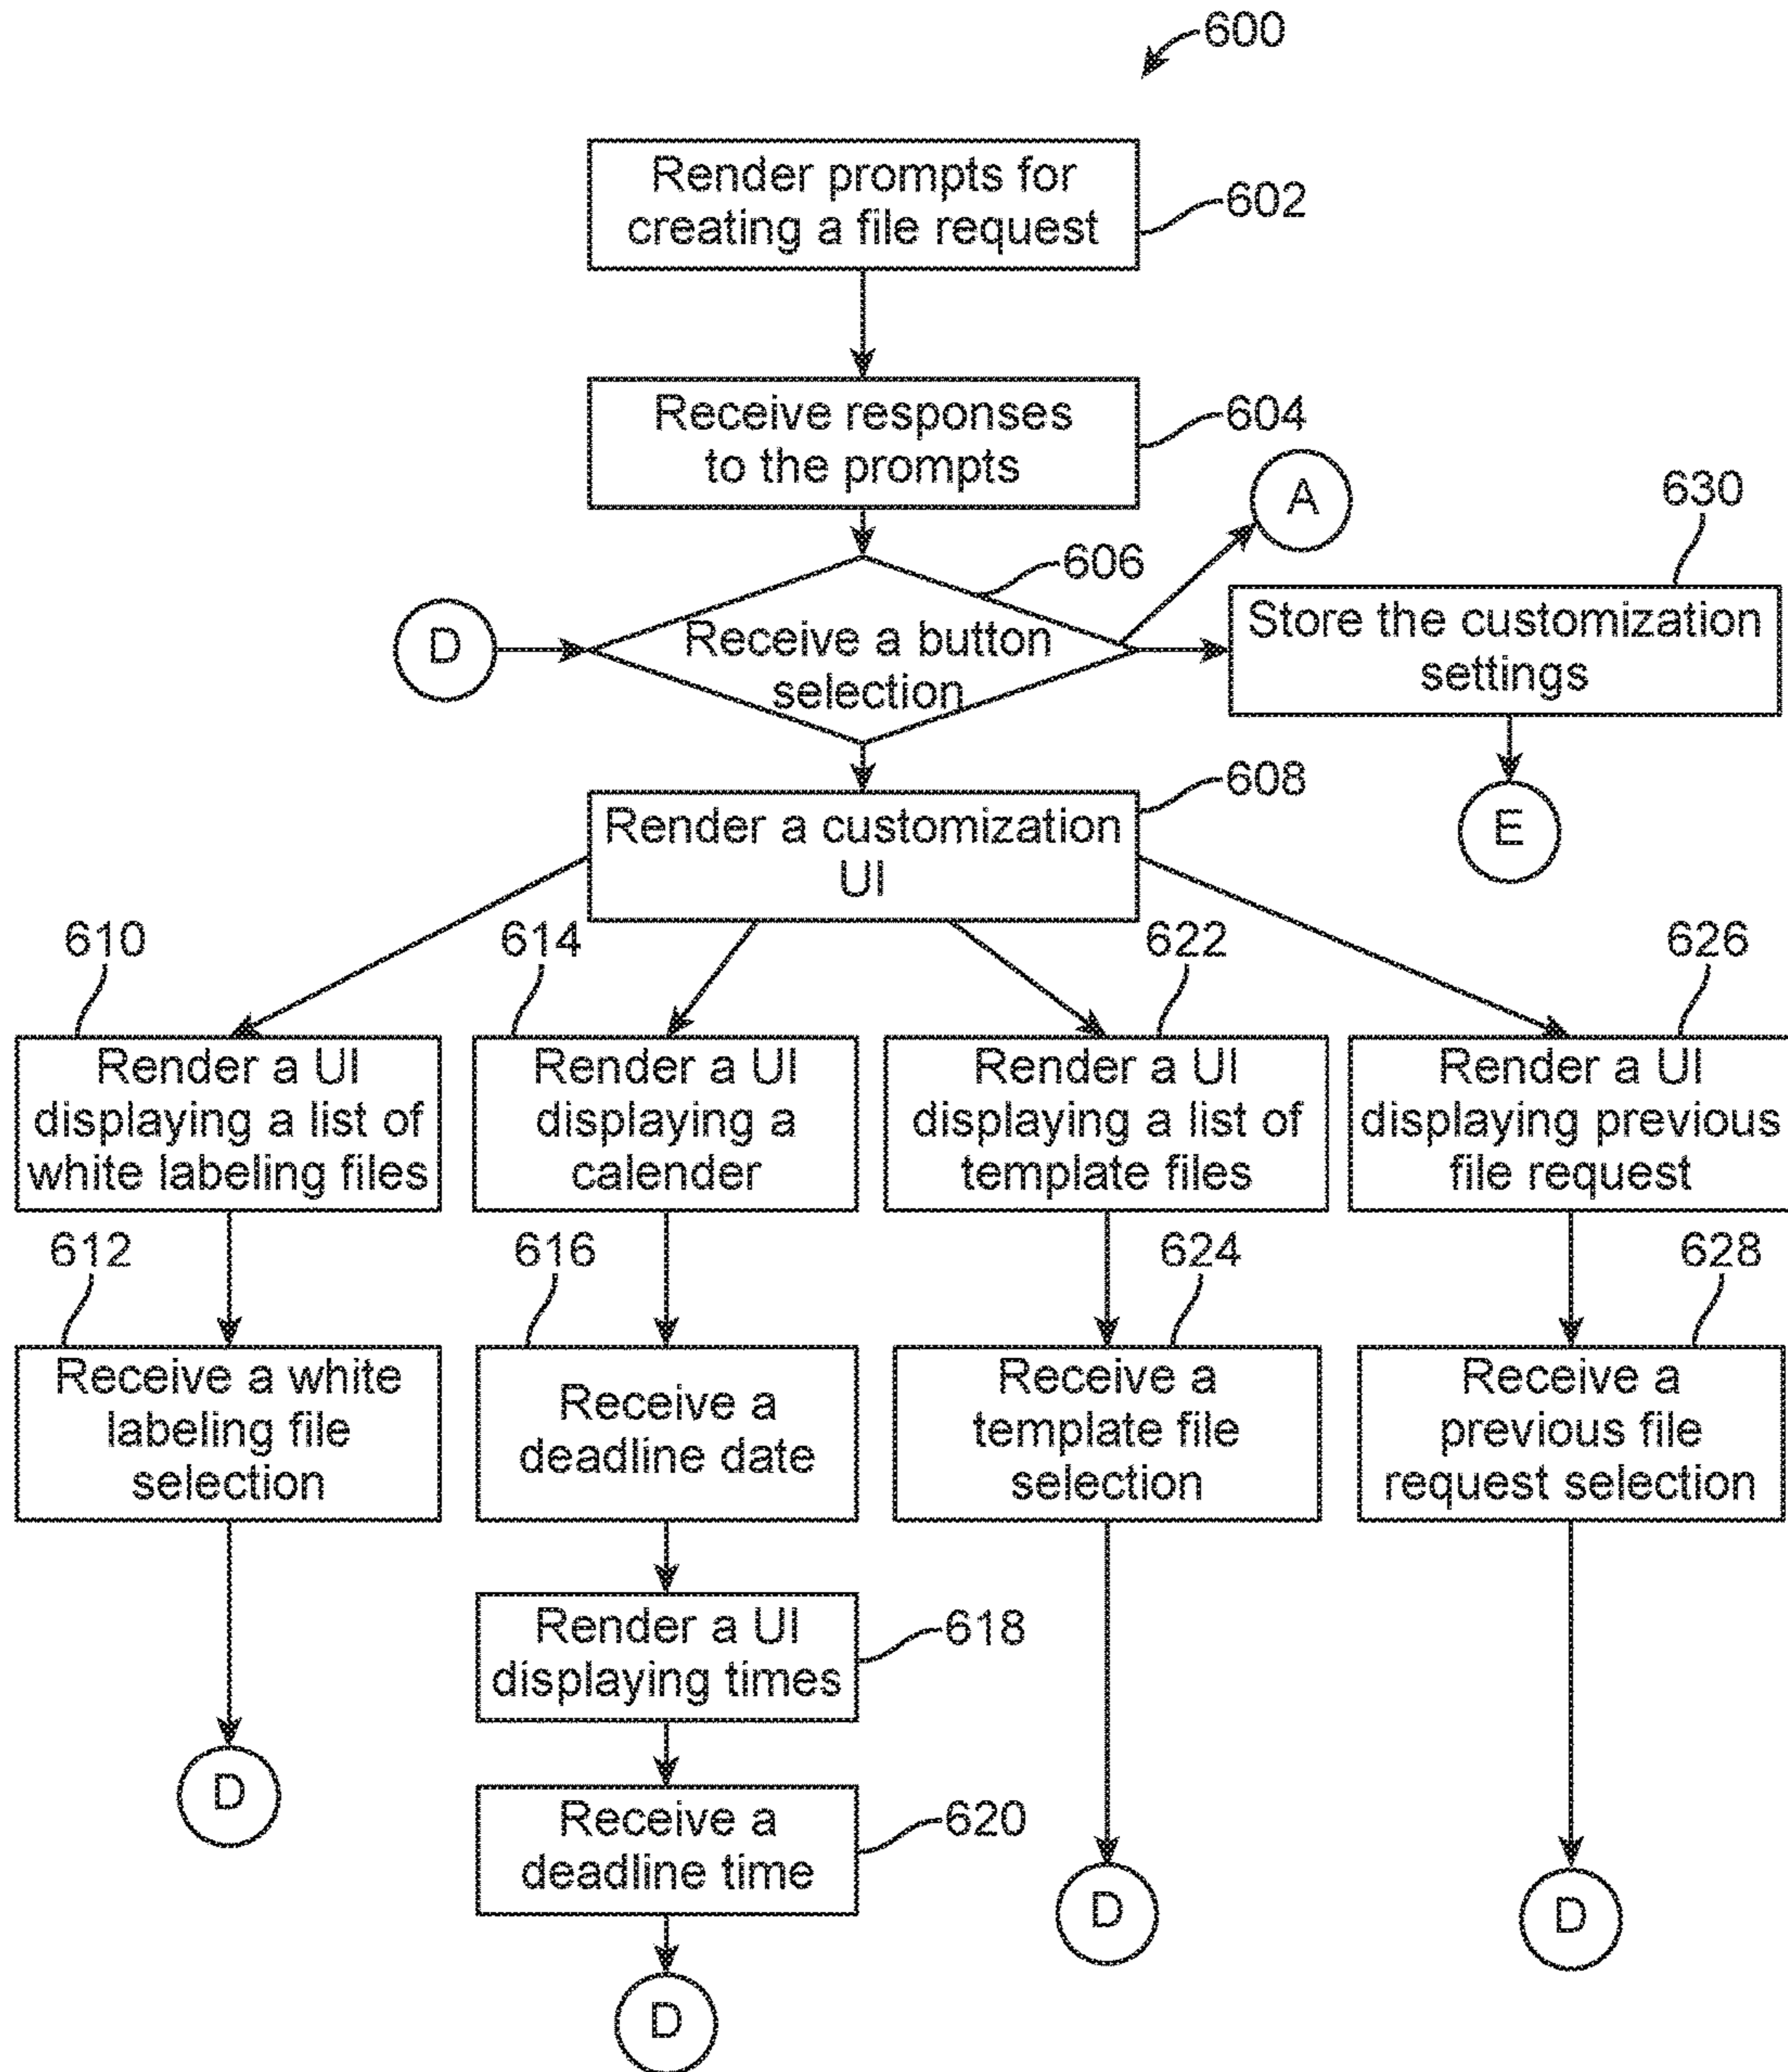 600
Render prompts for
creating a file request
602
Receive responses
to the prompts
604
A
630
606
D
Receive a button
selection
Store the customization
settings
608
Render a customization
UI
E
610
614
622
626
Render a UI
displaying a list of
white labeling files
Render a UI
displaying a
calender
Render a UI
displaying a list of
template files
Render a UI
displaying previous
file request
612
616
624
628
Receive a white
labeling file
selection
Receive a
deadline date
Receive a
template file
selection
Receive a
previous file
request selection
Render a UI
displaying times
618
D
Receive a
deadline time
620
D
D
D